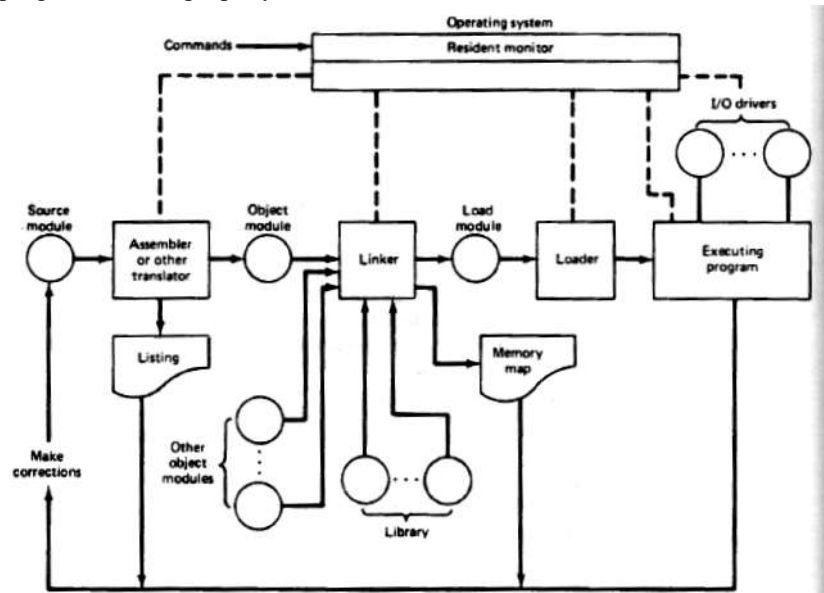 Operating system
Commands
Resident monitor
I/O drivers
Source
module
Object
module
Load
module
Assembler
or other
translator
Linker
Loader
Executing
program
Listing
Memory
map
Make
corrections
Other
object
modules
Library